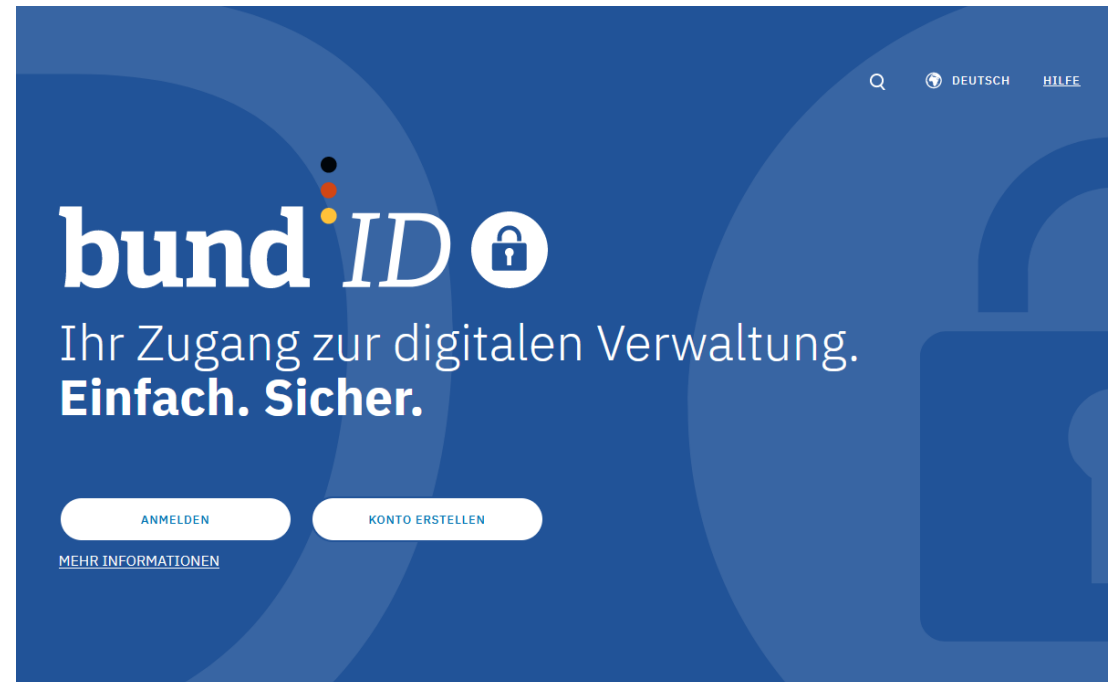 DEUTSCH HILFE
bund ID
Ihr Zugang zur digitalen Verwaltung.
Einfach. Sicher.
ANMELDEN KONTO ERSTELLEN
MEHR INFORMATIONEN